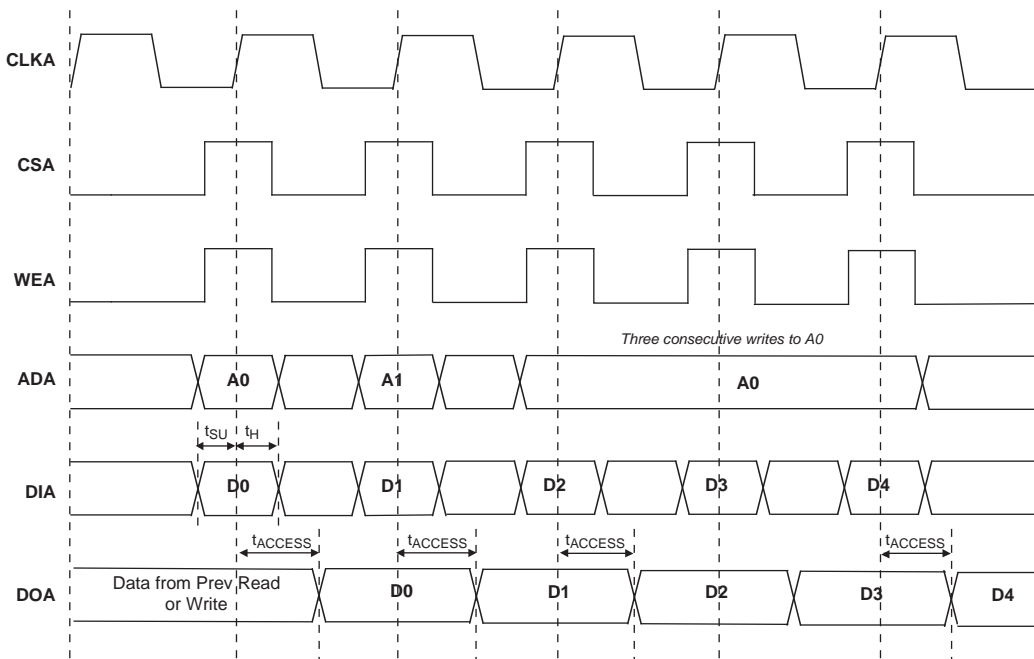 CLKA
CSA
WEA
Three consecutive writes to A0
ADA A0 A1 A0
tSU tH
DIA D0 D1 D2 D3 D4
tACCESS tACCESS tACCESS tACCESS
DOA Data from Prev Read
or Write D0 D1 D2 D3 D4